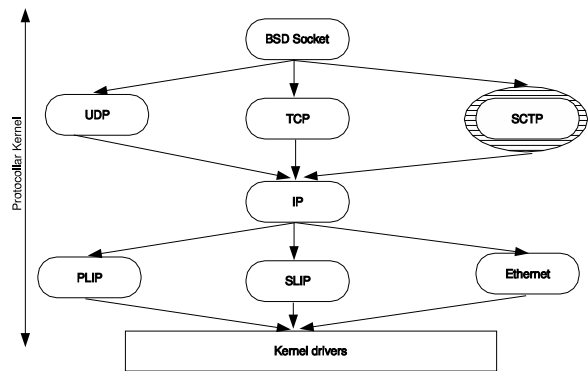 BSD Socket
UDP
TCP
SCTP
Protocollar Kernel
IP
PLIP
SLIP
Ethernet
Kernel drivers